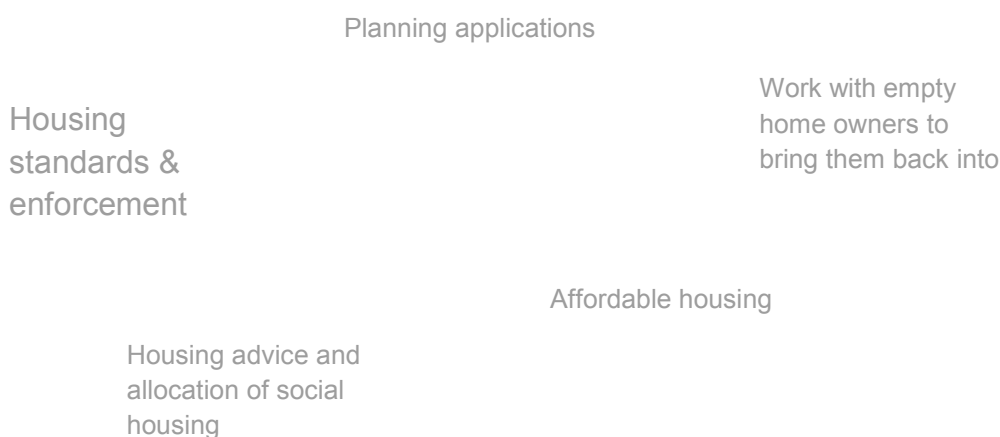 Planning applications
Work with empty
home owners to
bring them back into
Housing
standards &
enforcement
Affordable housing
Housing advice and
allocation of social
housing